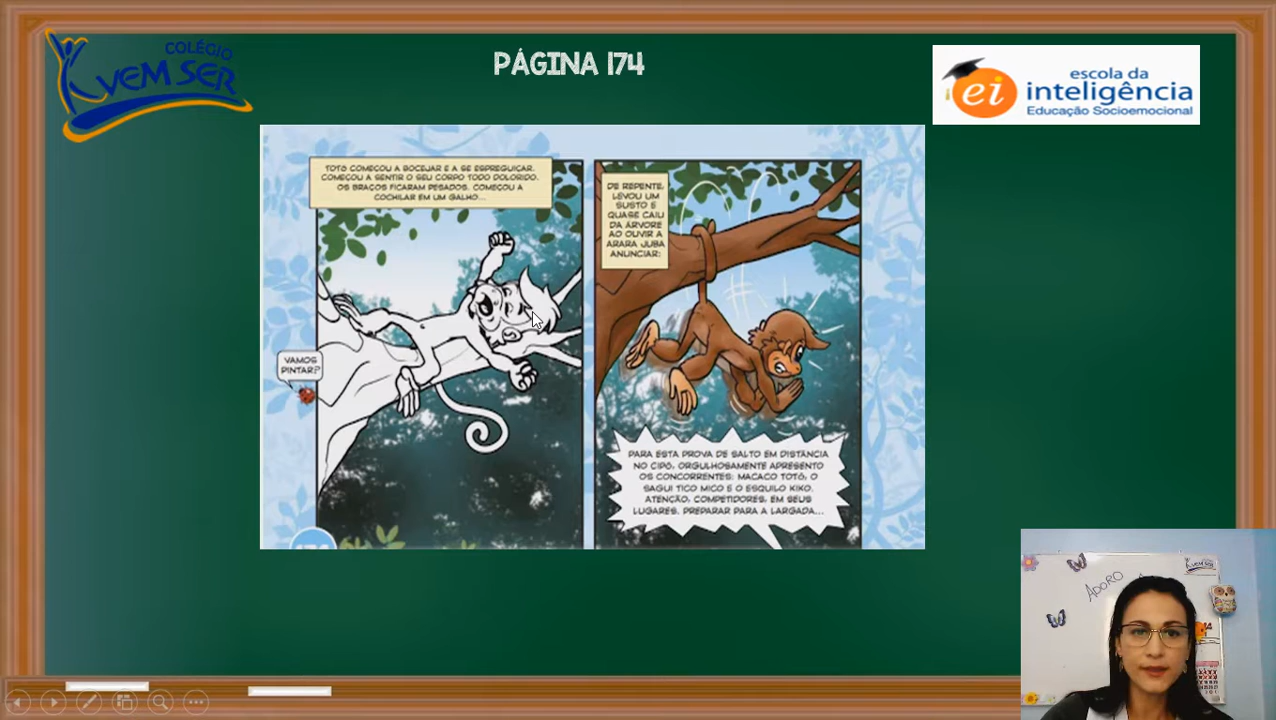 COLÉGIO
VEM SER
PÁGINA 174
ei
escola da
inteligência
Educação Socioemocional
TOTÓ COMEÇOU A BOCEJAR E A SE ESPREGUIÇAR.
COMEÇOU A SENTIR O SEU CORPO TODO DOLORIDO.
OS BRAÇOS FICARAM PESADOS. COMEÇOU A
COCHILAR EM UM GALHO...
VAMOS
PINTAR?
DE REPENTE,
LEVOU UM
SUSTO E
QUASE CAIU
DA ÁRVORE
AO OUVIR A
ARARA JUBA
ANUNCIAR:
PARA ESTA PROVA DE SALTO EM DISTÂNCIA
NO CIPÓ, ORGULHOSAMENTE APRESENTO
OS CONCORRENTES: MACACO TOTÓ, O
SAGUI TICO MICO E O ESQUILO KIKO.
ATENÇÃO, COMPETIDORES, EM SEUS
LUGARES. PREPARAR PARA A LARGADA...
ADORO